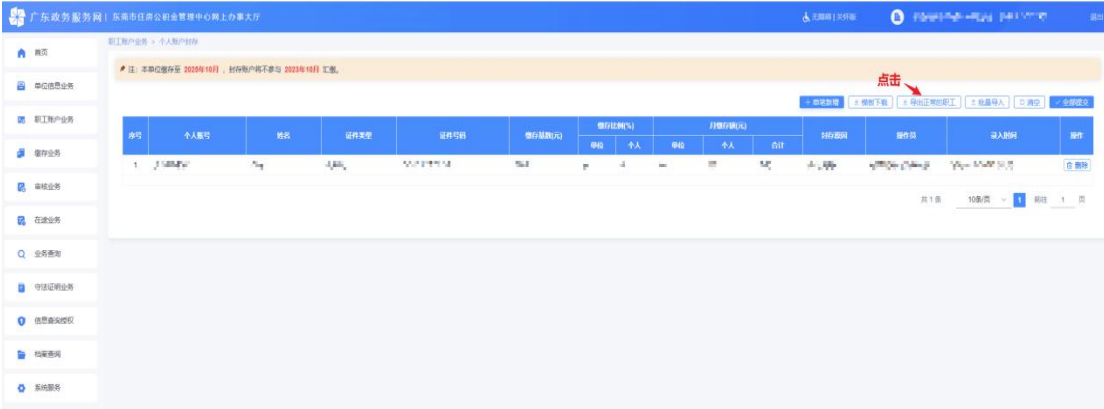 广东政务服务网 | 东莞市住房公积金管理中心网上办事大厅
无障碍 | 关怀版
退出
职工账户业务 > 个人账户封存
首页
单位信息业务
职工账户业务
缴存业务
审核业务
在途业务
业务查询
守法证明业务
信息查询授权
档案查询
系统服务
注：本单位缴存至 2020年10月 ，封存账户将不参与 2023年10月 汇缴。
点击
+ 单笔新增 模板下载 导出正常的职工 批量导入 清空 全部提交
序号 个人账号 姓名 证件类型 证件号码 缴存基数(元) 缴存比例(%) 月缴存额(元) 封存原因 操作员 录入时间 操作
单位 个人 单位 个人 合计
1 删除
共 1 条 10条/页 1 前往 1 页